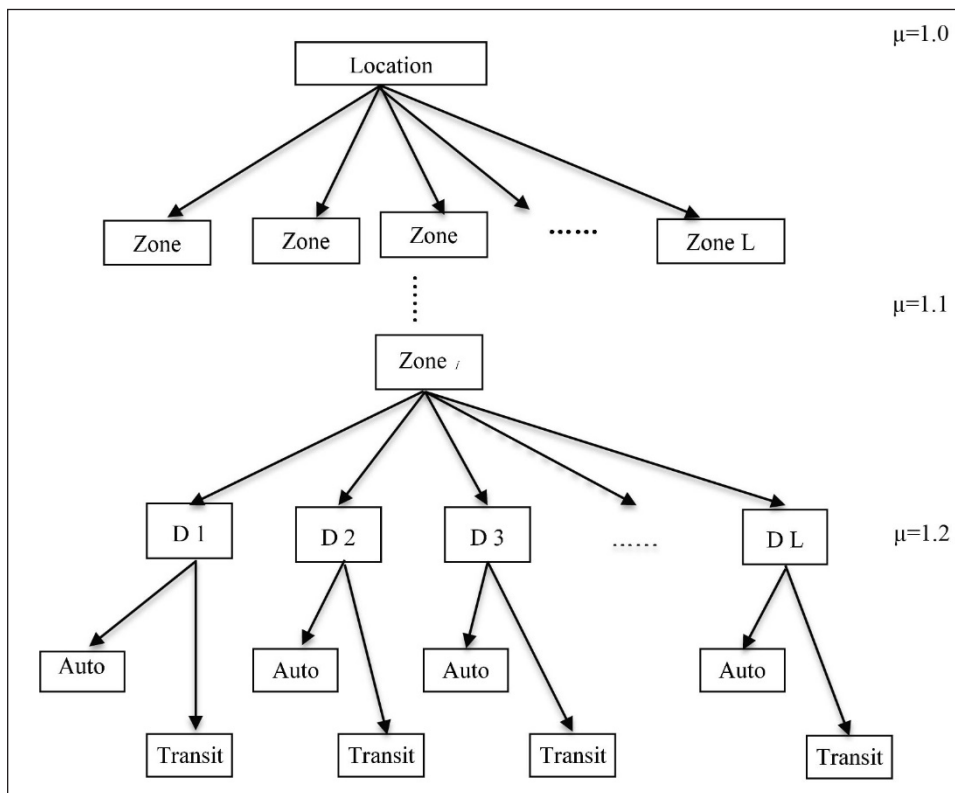 μ=1.0
Location
Zone
Zone
Zone
......
Zone L
μ=1.1
Zone i
D 1
D 2
D 3
......
D L
μ=1.2
Auto
Auto
Auto
Auto
Transit
Transit
Transit
Transit